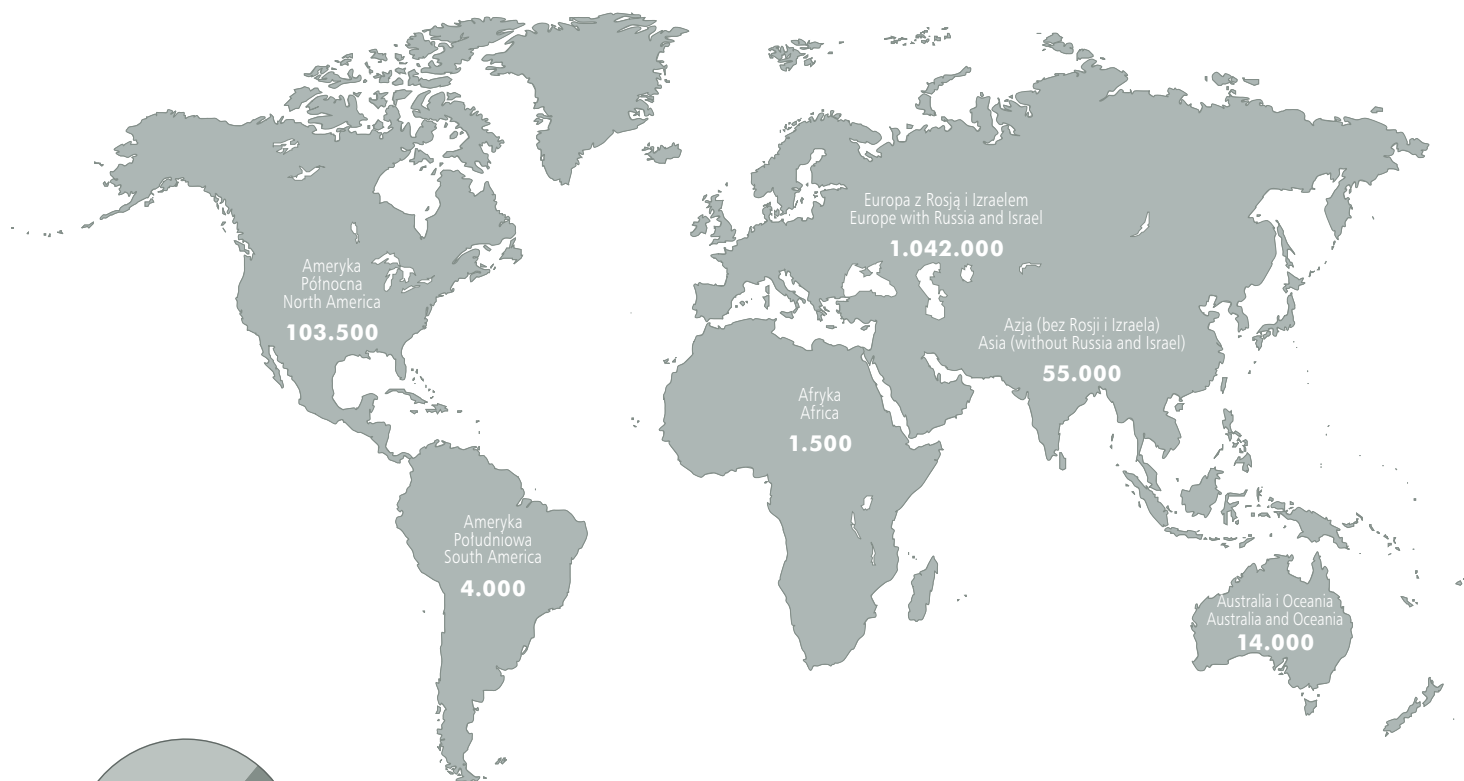 Europa z Rosją i Izraelem
Europe with Russia and Israel
1.042.000
Ameryka
Północna
North America
103.500
Azja (bez Rosji i Izraela)
Asia (without Russia and Israel)
55.000
Afryka
Africa
1.500
Ameryka
Południowa
South America
4.000
Australia i Oceania
Australia and Oceania
14.000